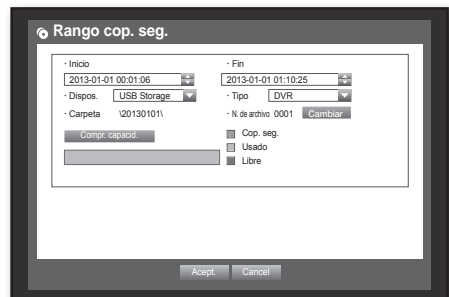 Rango cop. seg.
· Inicio
· Fin
2013-01-01 00:01:06
2013-01-01 01:10:25
· Dispos. USB Storage
· Tipo DVR
· Carpeta \20130101\
· N. de archivo 0001 Cambiar
Compr. capacid.
Cop. seg.
Usado
Libre
Acept. Cancel